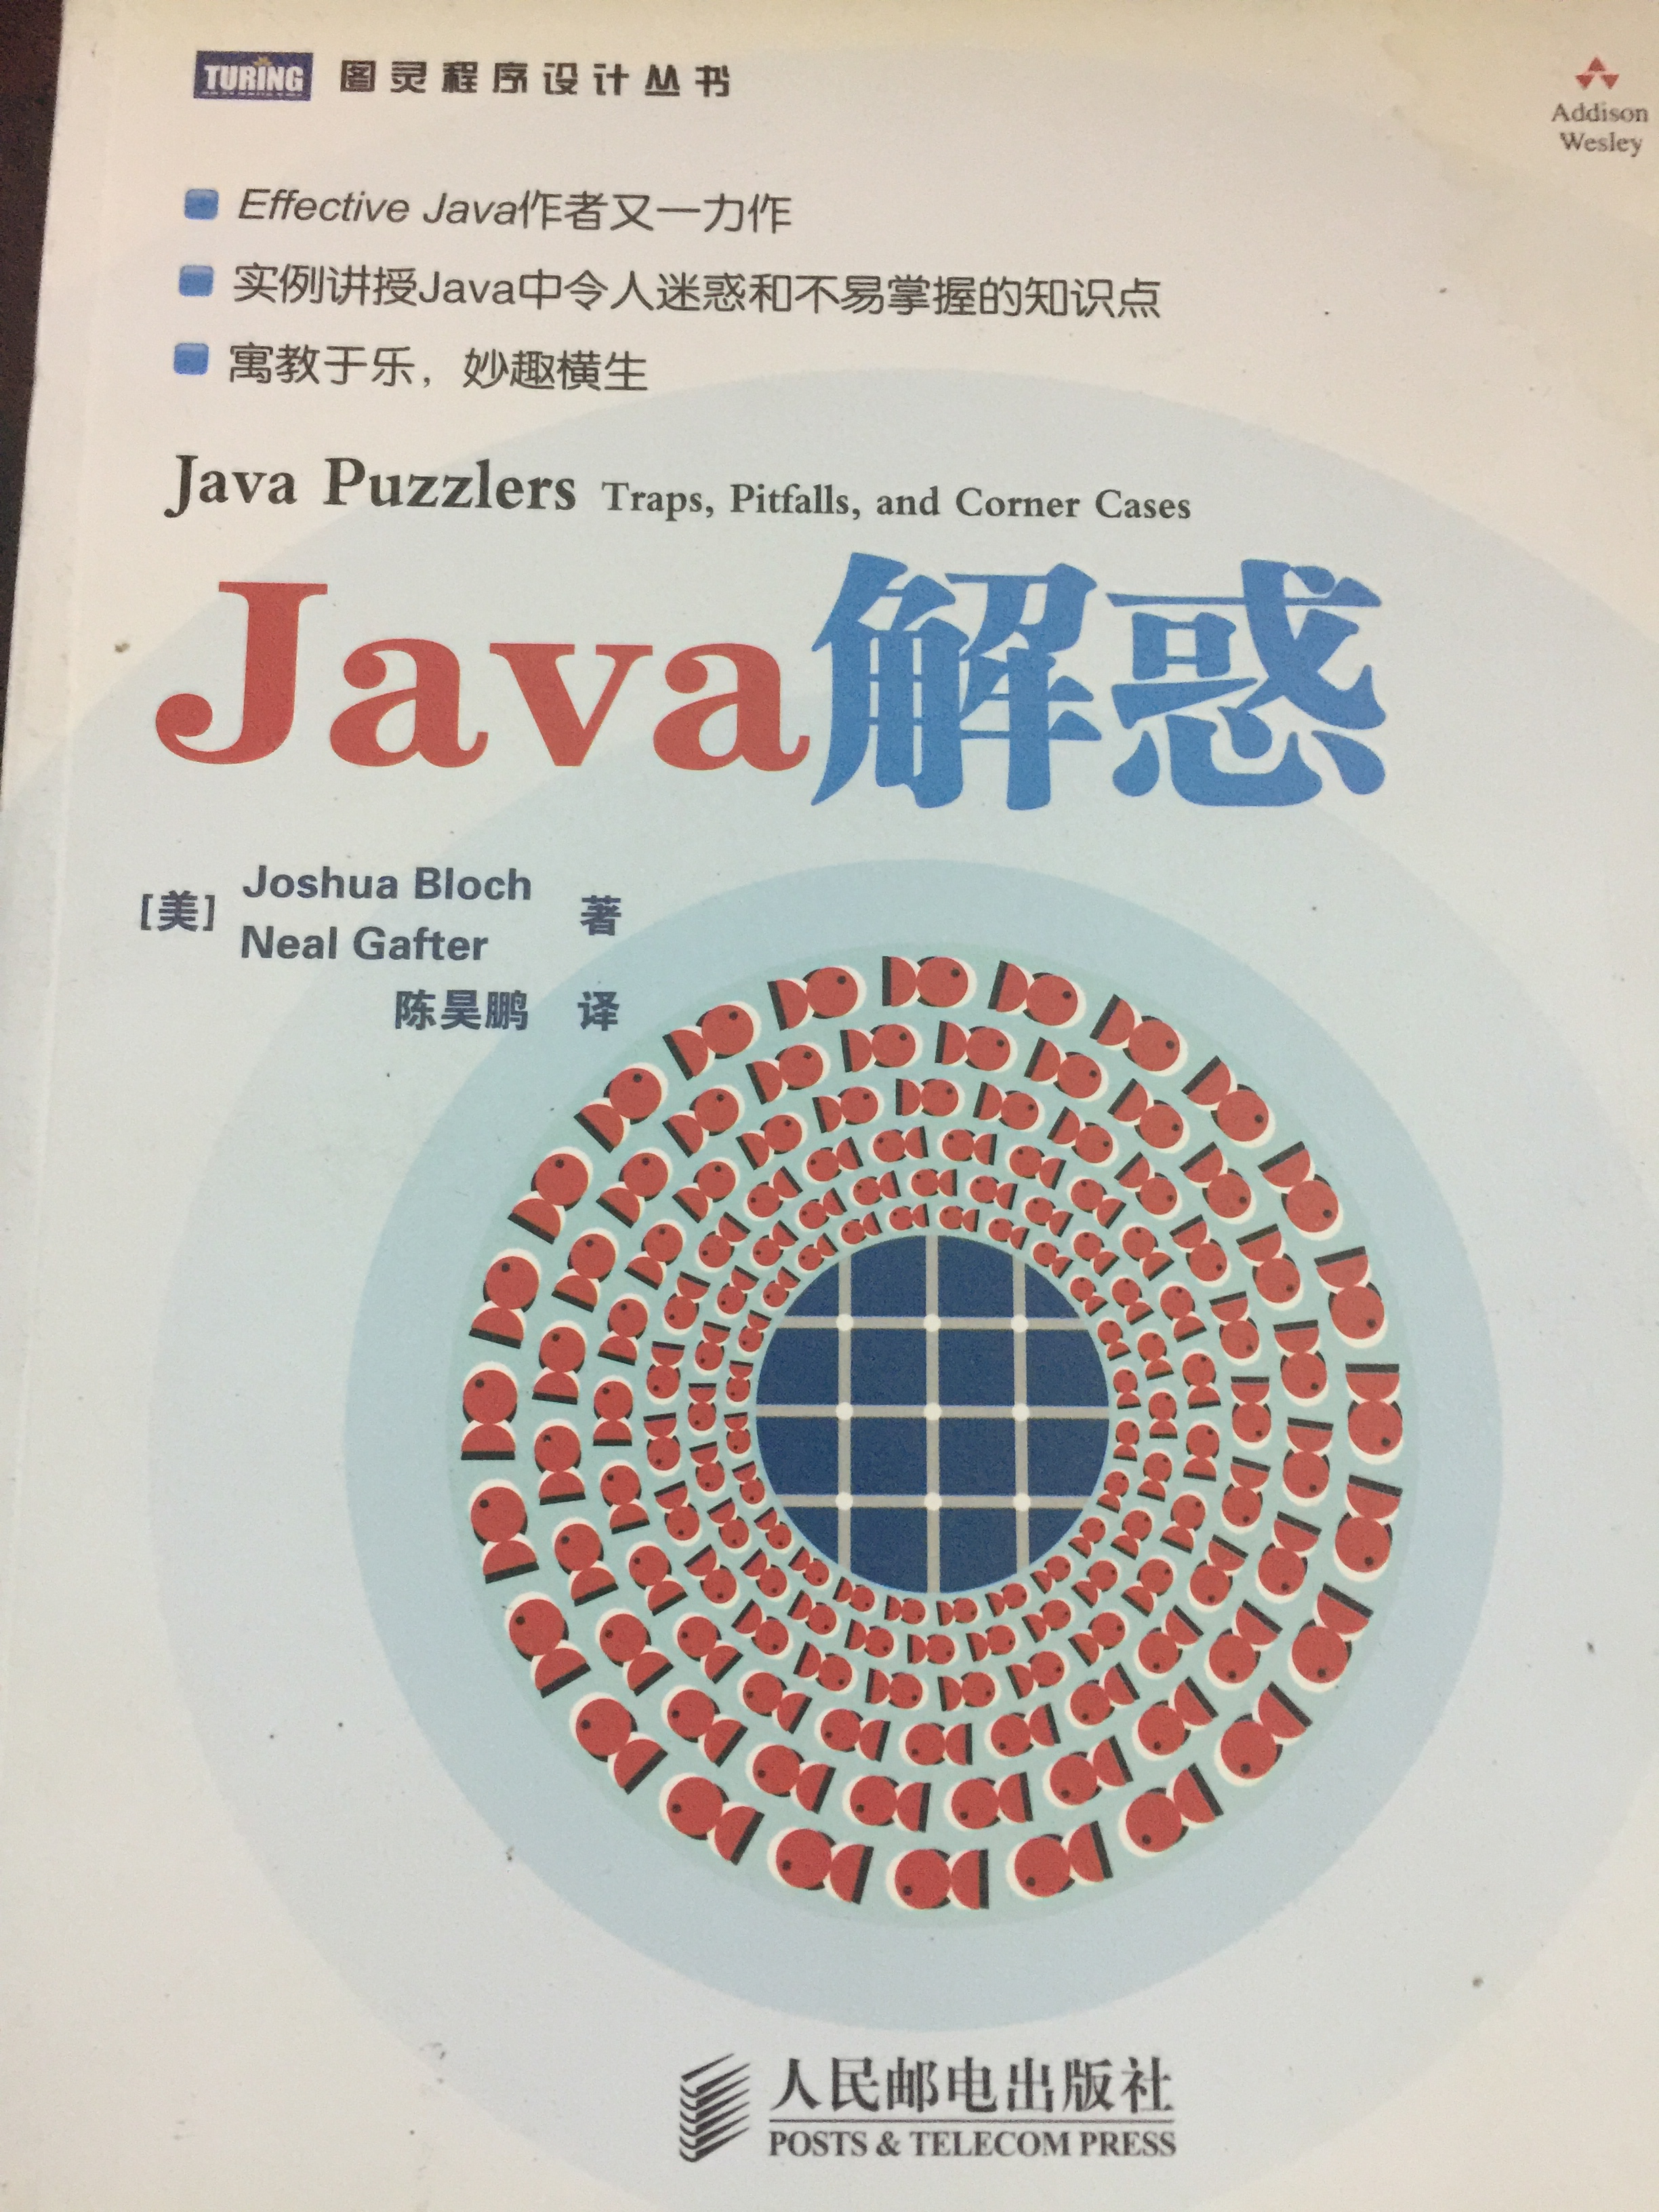 TURING 图灵程序设计丛书
Addison
Wesley
Effective Java作者又一力作
实例讲授Java中令人迷惑和不易掌握的知识点
寓教于乐，妙趣横生
Java Puzzlers Traps, Pitfalls, and Corner Cases
Java解惑
[美] Joshua Bloch
Neal Gafter 著
陈昊鹏 译
人民邮电出版社
POSTS & TELECOM PRESS